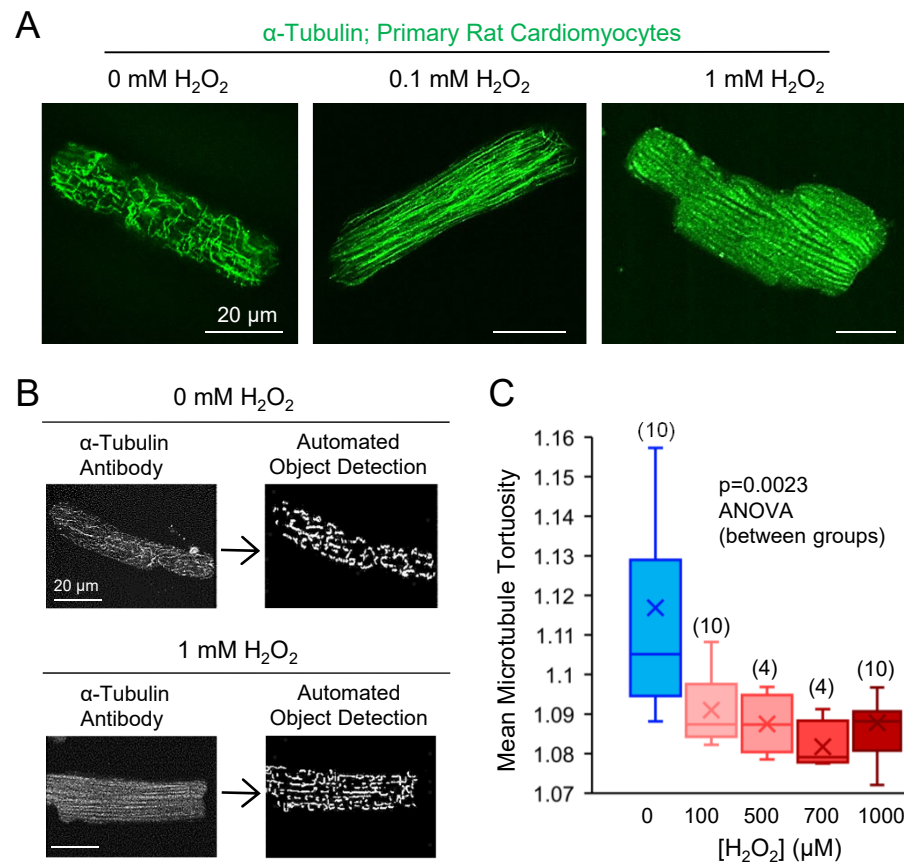 A
α-Tubulin; Primary Rat Cardiomyocytes
0 mM H₂O₂
0.1 mM H₂O₂
1 mM H₂O₂
20 μm
B
0 mM H₂O₂
α-Tubulin
Antibody
Automated
Object Detection
20 μm
1 mM H₂O₂
α-Tubulin
Antibody
Automated
Object Detection
C
Mean Microtubule Tortuosity
1.16
1.15
1.14
1.13
1.12
1.11
1.1
1.09
1.08
1.07
(10)
(10)
(4)
(4)
(10)
p=0.0023
ANOVA
(between groups)
0
100
500
700
1000
[H₂O₂] (μM)